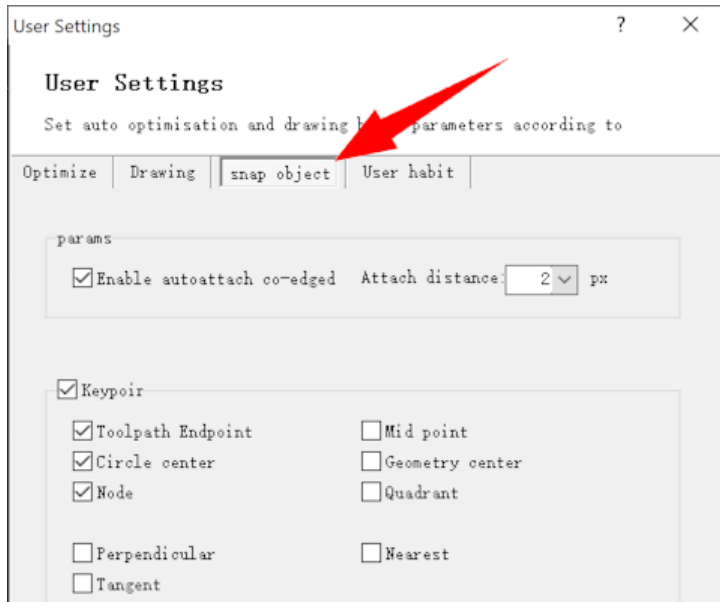 User Settings ?
User Settings
Set auto optimisation and drawing parameters according to
Optimize Drawing snap object User habit
params
Enable autoattach co-edged Attach distance: 2 px
Keypoir
Toolpath Endpoint Mid point
Circle center Geometry center
Node Quadrant
Perpendicular Nearest
Tangent